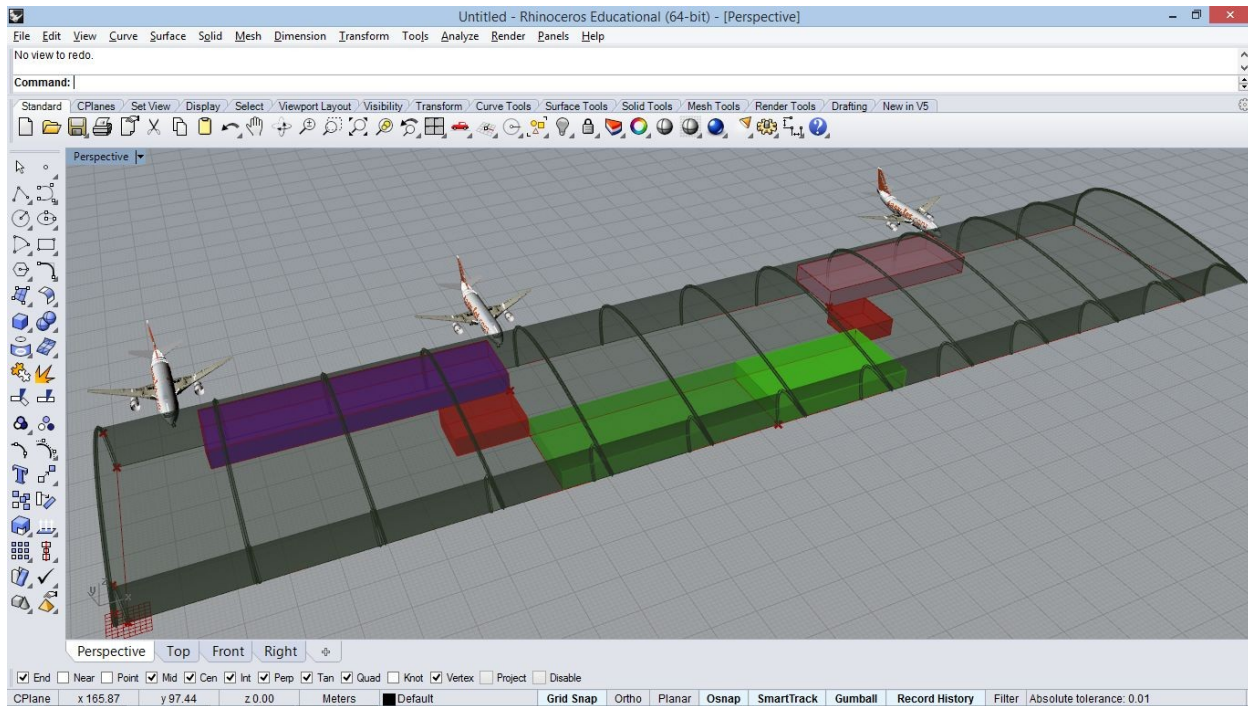 Untitled - Rhinoceros Educational (64-bit) - [Perspective]
File Edit View Curve Surface Solid Mesh Dimension Transform Tools Analyze Render Panels Help
No view to redo.
Command:
Standard CPlanes Set View Display Select Viewport Layout Visibility Transform Curve Tools Surface Tools Solid Tools Mesh Tools Render Tools Drafting New in V5
Perspective
z
y
x
Perspective Top Front Right
End Near Point Mid Cen Int Perp Tan Quad Knot Vertex Project Disable
CPlane x 165.87 y 97.44 z 0.00 Meters Default Grid Snap Ortho Planar Osnap SmartTrack Gumball Record History Filter Absolute tolerance: 0.01